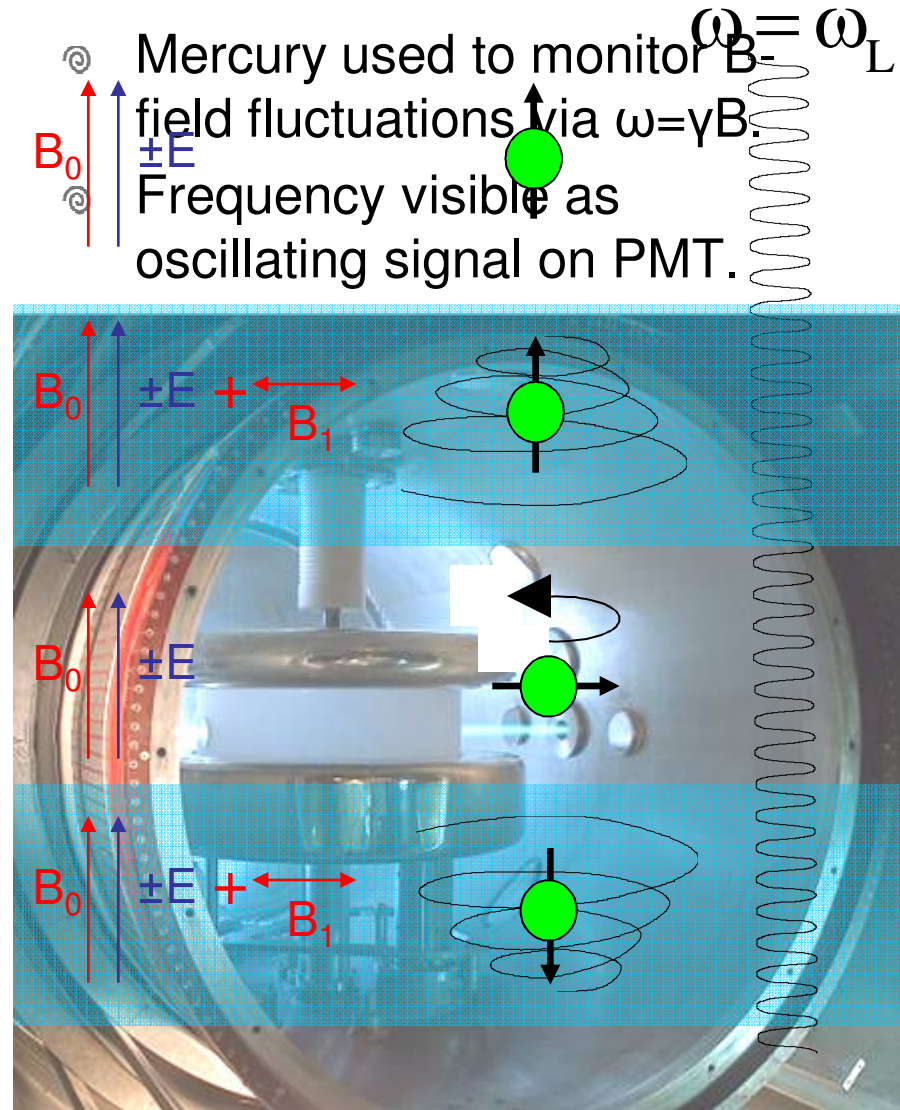 ω = ω_L
Mercury used to monitor B-
field fluctuations via ω=γB.
B₀ ±E
Frequency visible as
oscillating signal on PMT.
B₀ ±E + B₁
B₀ ±E
B₀ ±E + B₁